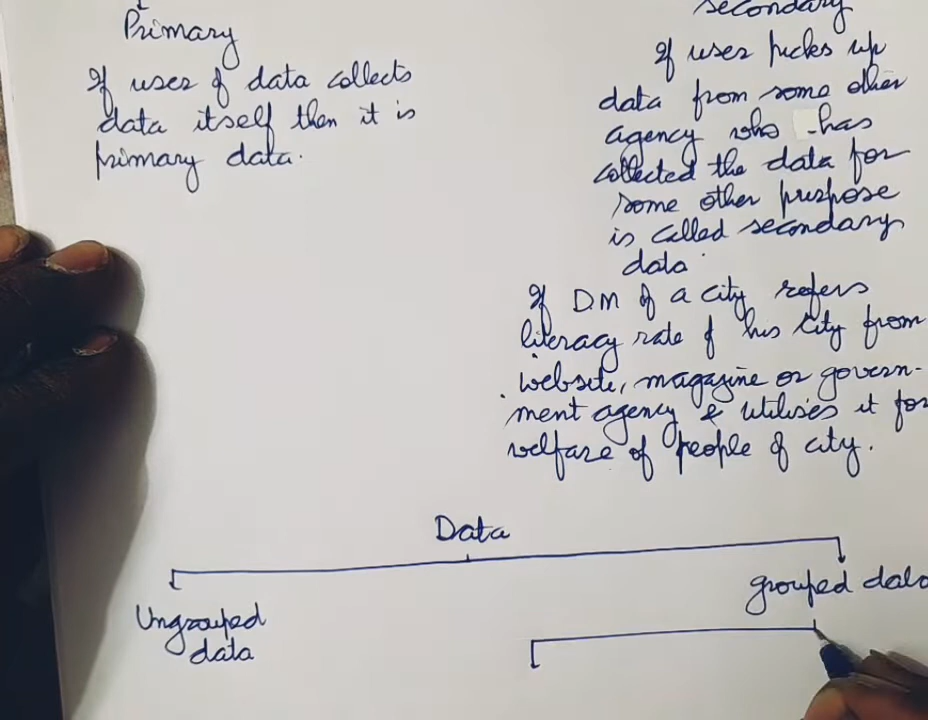 Primary
If user of data collects
data itself then it is
primary data.
secondary
If user picks up
data from some other
agency who has
collected the data for
some other purpose
is called secondary
data.
If D.M of a city refers
literacy rate of his city from
website, magazine or govern-
ment agency & utilises it for
welfare of people of city.
Data
Ungrouped
data
grouped data